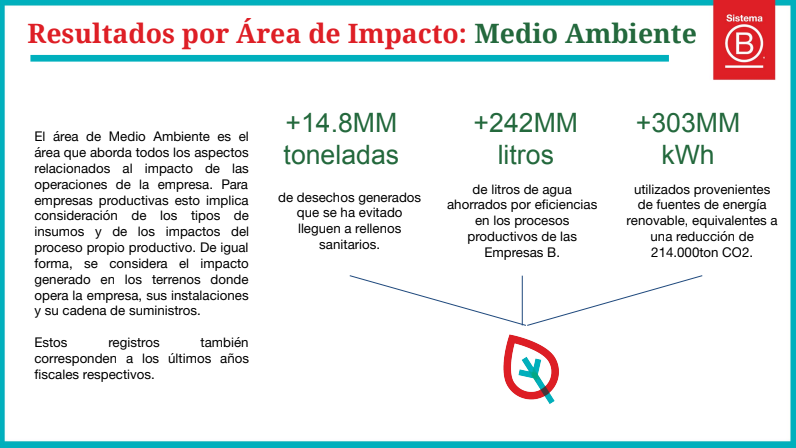 Resultados por Área de Impacto: Medio Ambiente
Sistema
B
El área de Medio Ambiente es el
área que aborda todos los aspectos
relacionados al impacto de las
operaciones de la empresa. Para
empresas productivas esto implica
consideración de los tipos de
insumos y de los impactos del
proceso propio productivo. De igual
forma, se considera el impacto
generado en los terrenos donde
opera la empresa, sus instalaciones
y su cadena de suministros.
Estos registros también
corresponden a los últimos años
fiscales respectivos.
+14.8MM
toneladas
de desechos generados
que se ha evitado
lleguen a rellenos
sanitarios.
+242MM
litros
de litros de agua
ahorrados por eficiencias
en los procesos
productivos de las
Empresas B.
+303MM
kWh
utilizados provenientes
de fuentes de energía
renovable, equivalentes a
una reducción de
214.000ton CO2.